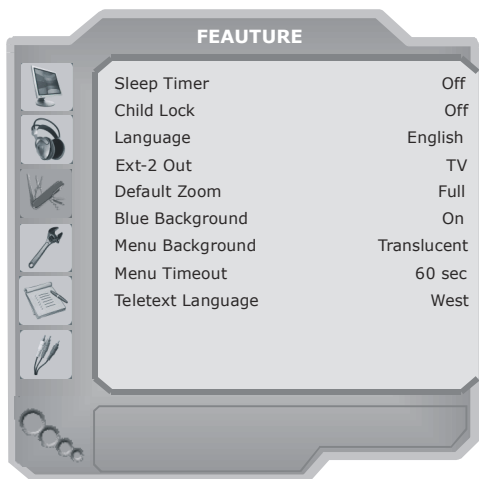 FEAUTURE
Sleep Timer Off
Child Lock Off
Language English
Ext-2 Out TV
Default Zoom Full
Blue Background On
Menu Background Translucent
Menu Timeout 60 sec
Teletext Language West